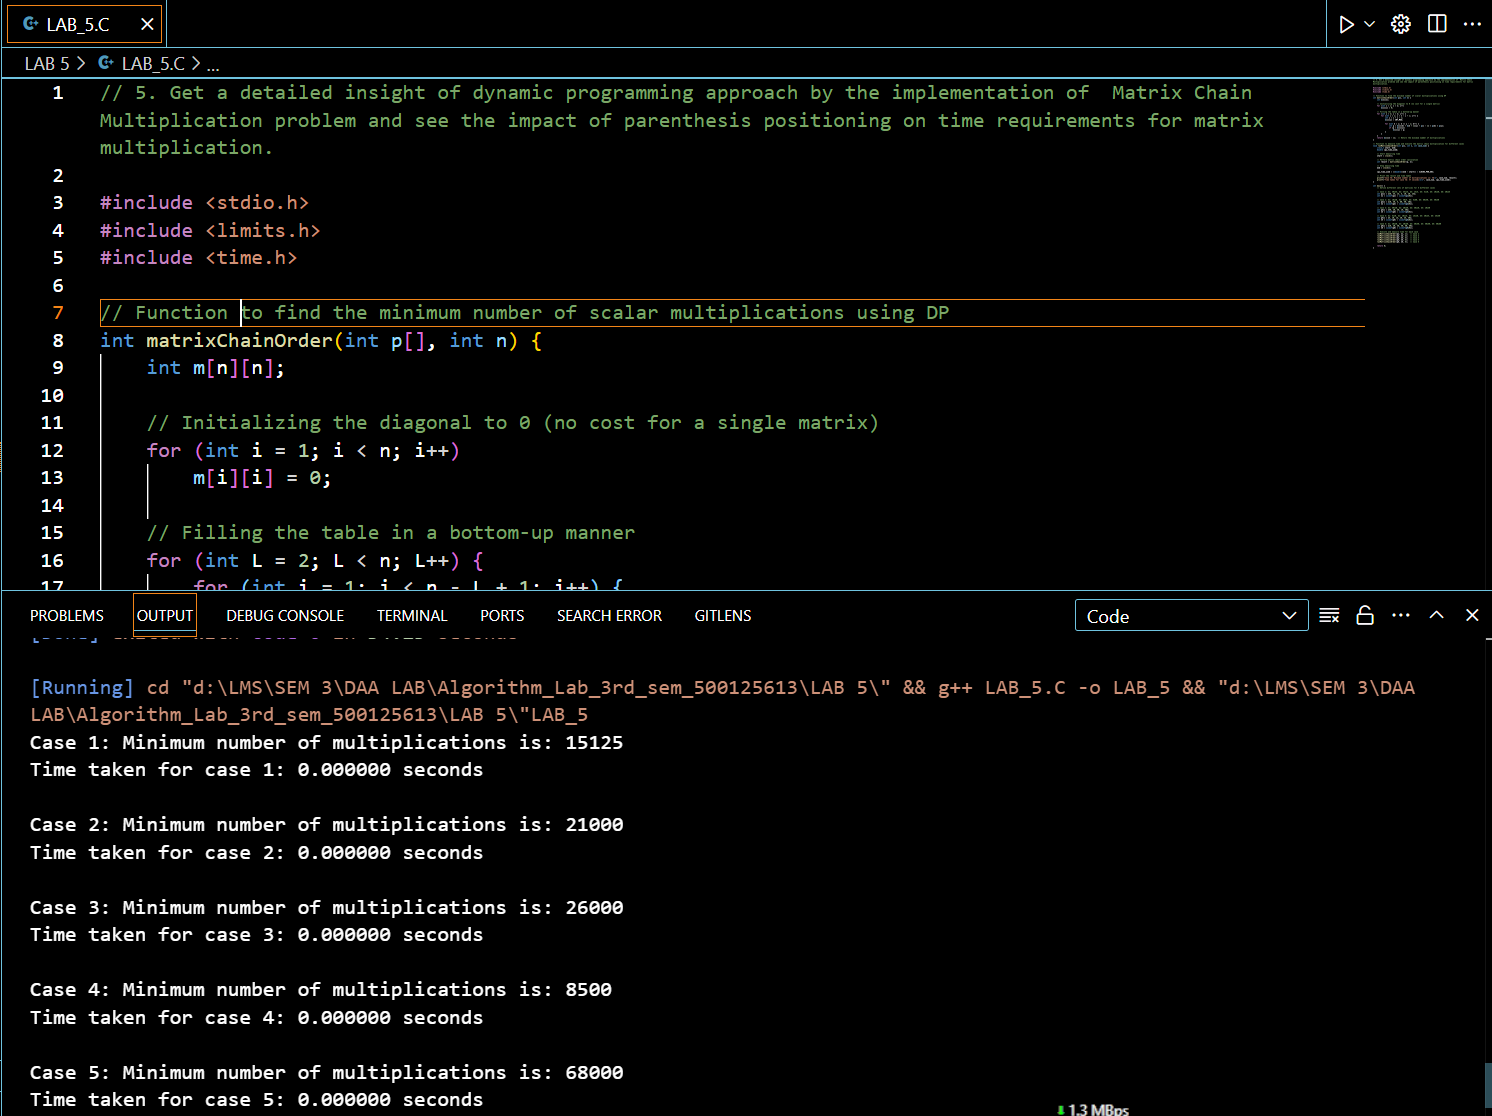 LAB_5.C
LAB 5 > LAB_5.C > ...
1 // 5. Get a detailed insight of dynamic programming approach by the implementation of  Matrix Chain
Multiplication problem and see the impact of parenthesis positioning on time requirements for matrix
multiplication.
2
3 #include <stdio.h>
4 #include <limits.h>
5 #include <time.h>
6
7 // Function to find the minimum number of scalar multiplications using DP
8 int matrixChainOrder(int p[], int n) {
9     int m[n][n];
10
11     // Initializing the diagonal to 0 (no cost for a single matrix)
12     for (int i = 1; i < n; i++)
13         m[i][i] = 0;
14
15     // Filling the table in a bottom-up manner
16     for (int L = 2; L < n; L++) {
17         for (int i = 1; i < n - L + 1; i++) {
PROBLEMS OUTPUT DEBUG CONSOLE TERMINAL PORTS SEARCH ERROR GITLENS Code
[Running] cd "d:\LMS\SEM 3\DAA LAB\Algorithm_Lab_3rd_sem_500125613\LAB 5\" && g++ LAB_5.C -o LAB_5 && "d:\LMS\SEM 3\DAA
LAB\Algorithm_Lab_3rd_sem_500125613\LAB 5\"LAB_5
Case 1: Minimum number of multiplications is: 15125
Time taken for case 1: 0.000000 seconds
Case 2: Minimum number of multiplications is: 21000
Time taken for case 2: 0.000000 seconds
Case 3: Minimum number of multiplications is: 26000
Time taken for case 3: 0.000000 seconds
Case 4: Minimum number of multiplications is: 8500
Time taken for case 4: 0.000000 seconds
Case 5: Minimum number of multiplications is: 68000
Time taken for case 5: 0.000000 seconds
1.3 MBps